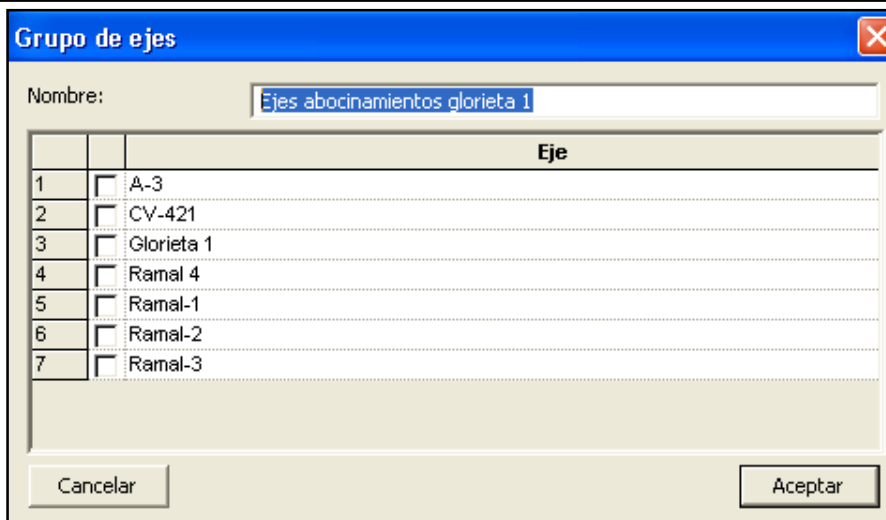 Grupo de ejes
Nombre: Ejes abocinamientos glorieta 1
Eje
1 A-3
2 CV-421
3 Glorieta 1
4 Ramal 4
5 Ramal-1
6 Ramal-2
7 Ramal-3
Cancelar Aceptar